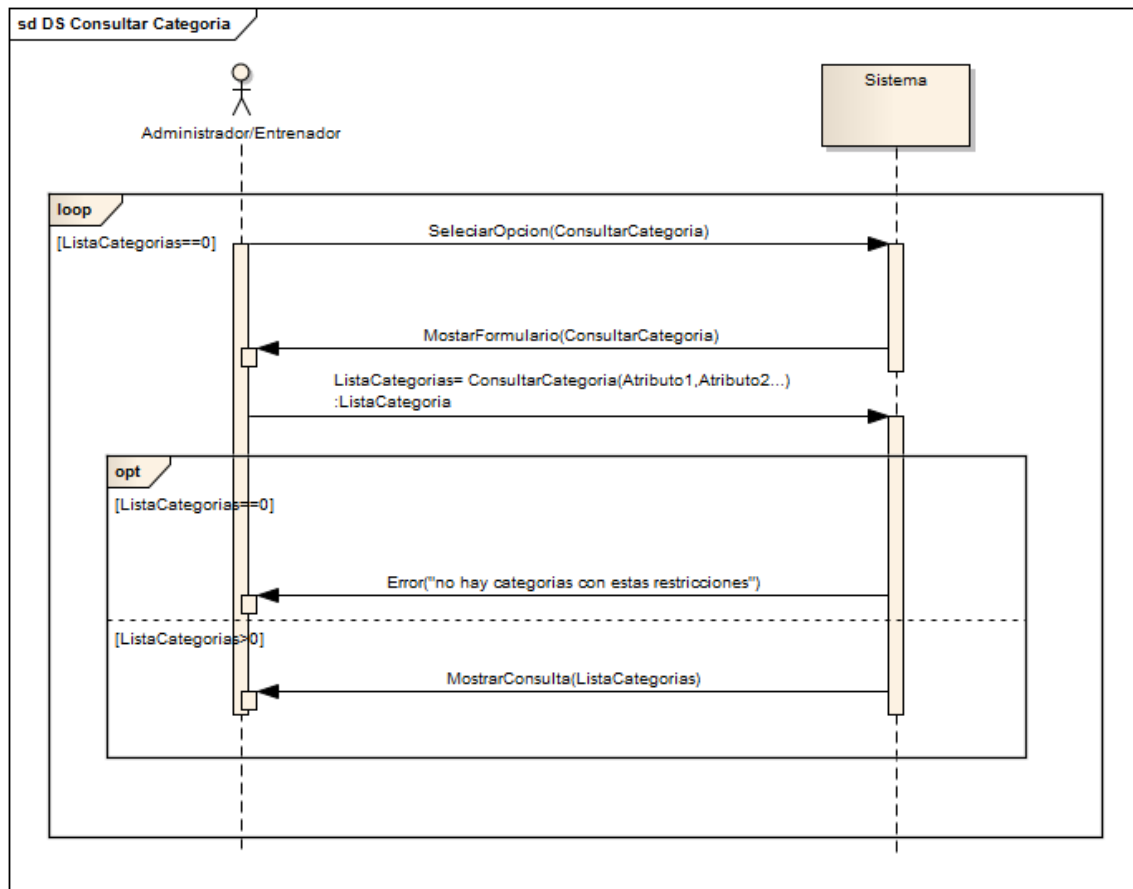 sd DS Consultar Categoria
Administrador/Entrenador
Sistema
loop
[ListaCategorias==0]
SeleciarOpcion(ConsultarCategoria)
MostarFormulario(ConsultarCategoria)
ListaCategorias= ConsultarCategoria(Atributo1,Atributo2...)
:ListaCategoria
opt
[ListaCategorias==0]
Error("no hay categorias con estas restricciones")
[ListaCategorias>0]
MostrarConsulta(ListaCategorias)